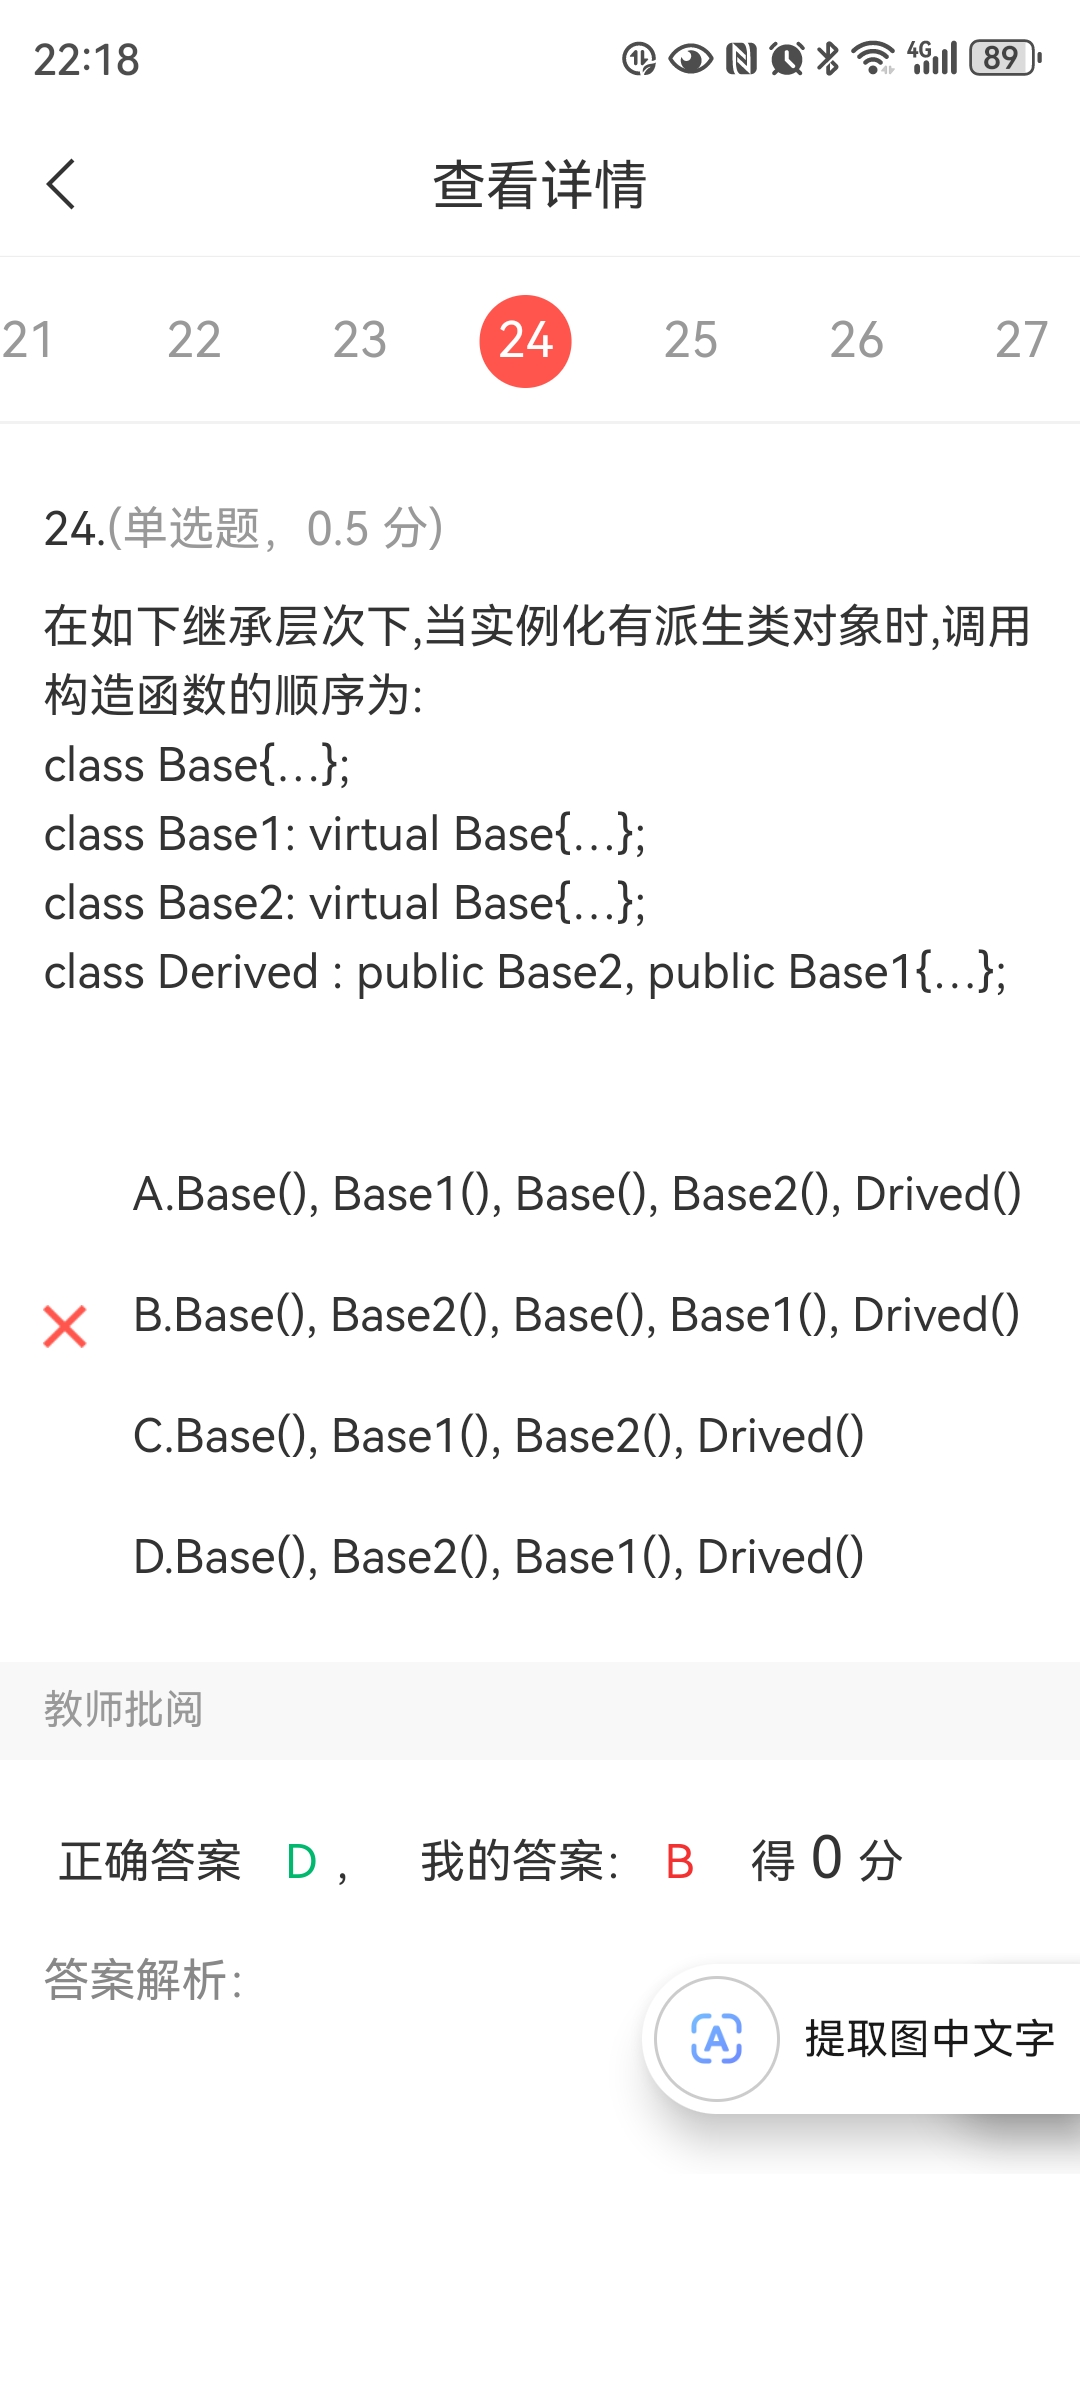 22:18
4G 89
查看详情
21 22 23 24 25 26 27
24.(单选题, 0.5 分)
在如下继承层次下,当实例化有派生类对象时,调用
构造函数的顺序为:
class Base{...};
class Base1: virtual Base{...};
class Base2: virtual Base{...};
class Derived : public Base2, public Base1{...};
A.Base(), Base1(), Base(), Base2(), Drived()
B.Base(), Base2(), Base(), Base1(), Drived()
C.Base(), Base1(), Base2(), Drived()
D.Base(), Base2(), Base1(), Drived()
教师批阅
正确答案 D , 我的答案: B 得 0 分
答案解析:
A 提取图中文字